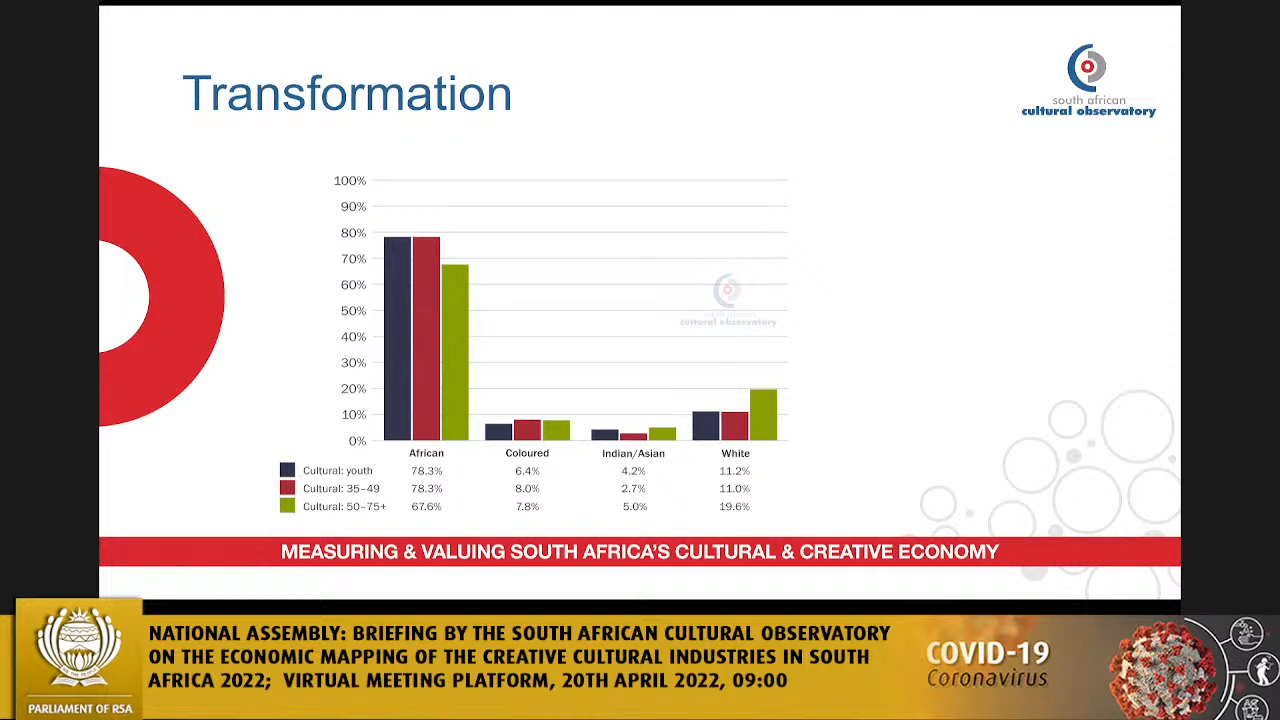 Transformation
south african
cultural observatory
100%
90%
80%
70%
60%
50%
40%
30%
20%
10%
0%
south african
cultural observatory
African Coloured Indian/Asian White
Cultural: youth 78.3% 6.4% 4.2% 11.2%
Cultural: 35–49 78.3% 8.0% 2.7% 11.0%
Cultural: 50–75+ 67.6% 7.8% 5.0% 19.6%
MEASURING & VALUING SOUTH AFRICA'S CULTURAL & CREATIVE ECONOMY
PARLIAMENT OF RSA
NATIONAL ASSEMBLY: BRIEFING BY THE SOUTH AFRICAN CULTURAL OBSERVATORY
ON THE ECONOMIC MAPPING OF THE CREATIVE CULTURAL INDUSTRIES IN SOUTH
AFRICA 2022; VIRTUAL MEETING PLATFORM, 20TH APRIL 2022, 09:00
COVID-19
Coronavirus